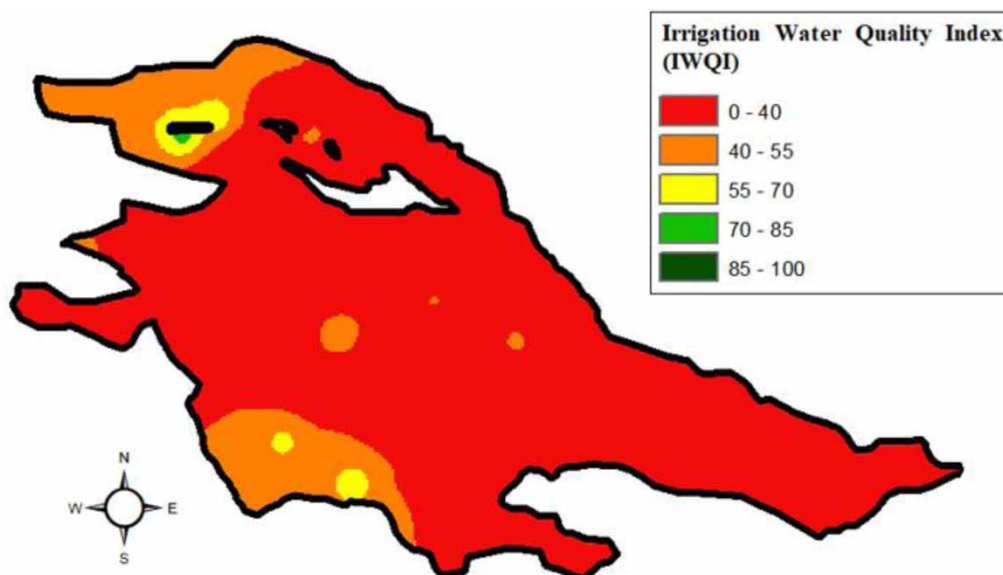 Irrigation Water Quality Index
(IWQI)
0 - 40
40 - 55
55 - 70
70 - 85
85 - 100
N
W E
S